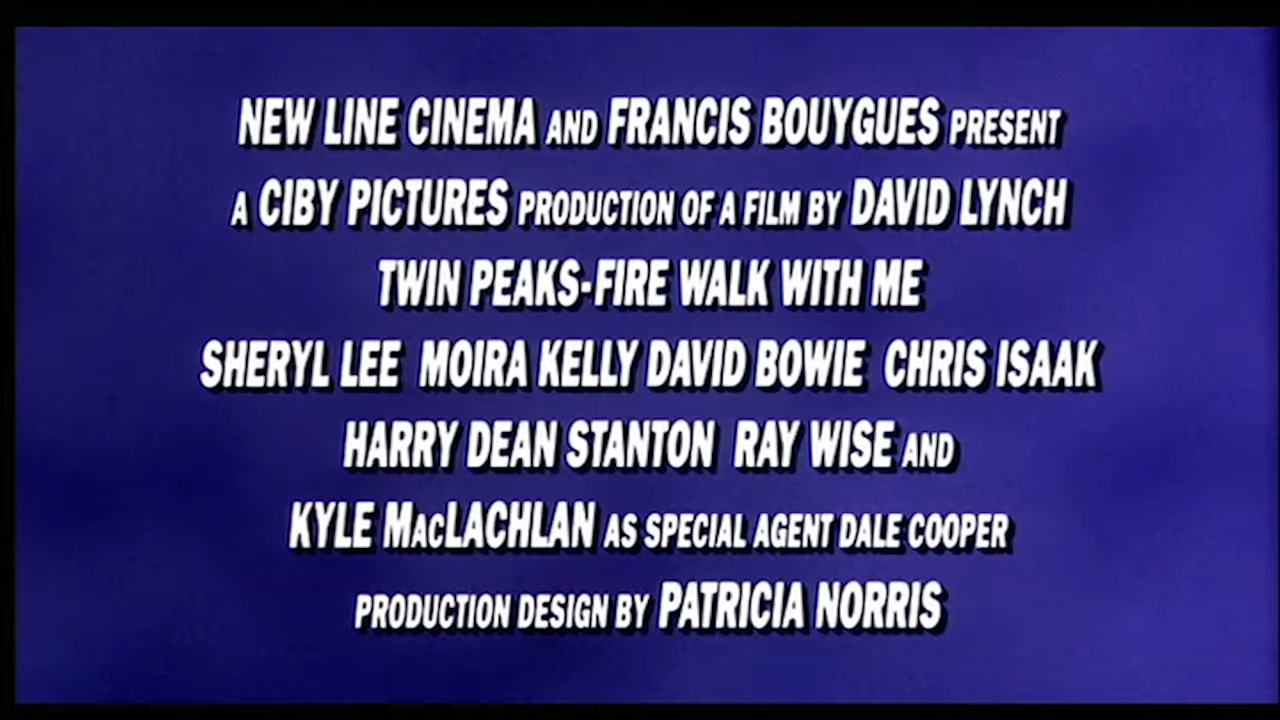 NEW LINE CINEMA AND FRANCIS BOUYGUES PRESENT
A CIBY PICTURES PRODUCTION OF A FILM BY DAVID LYNCH
TWIN PEAKS-FIRE WALK WITH ME
SHERYL LEE MOIRA KELLY DAVID BOWIE CHRIS ISAAK
HARRY DEAN STANTON RAY WISE AND
KYLE MacLACHLAN AS SPECIAL AGENT DALE COOPER
PRODUCTION DESIGN BY PATRICIA NORRIS